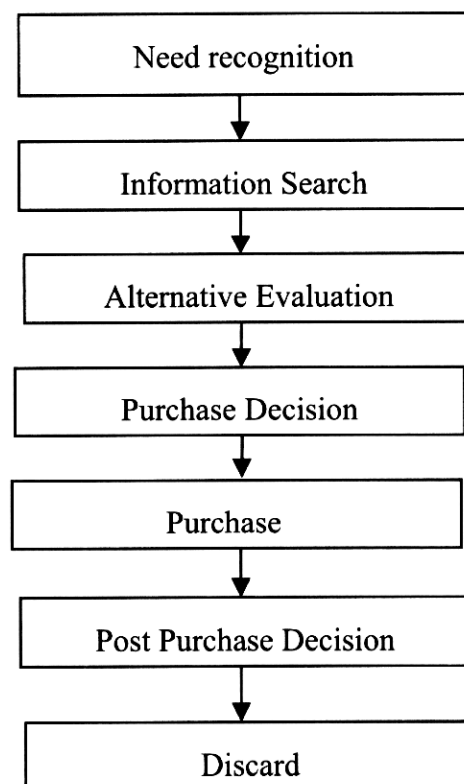 Need recognition
Information Search
Alternative Evaluation
Purchase Decision
Purchase
Post Purchase Decision
Discard